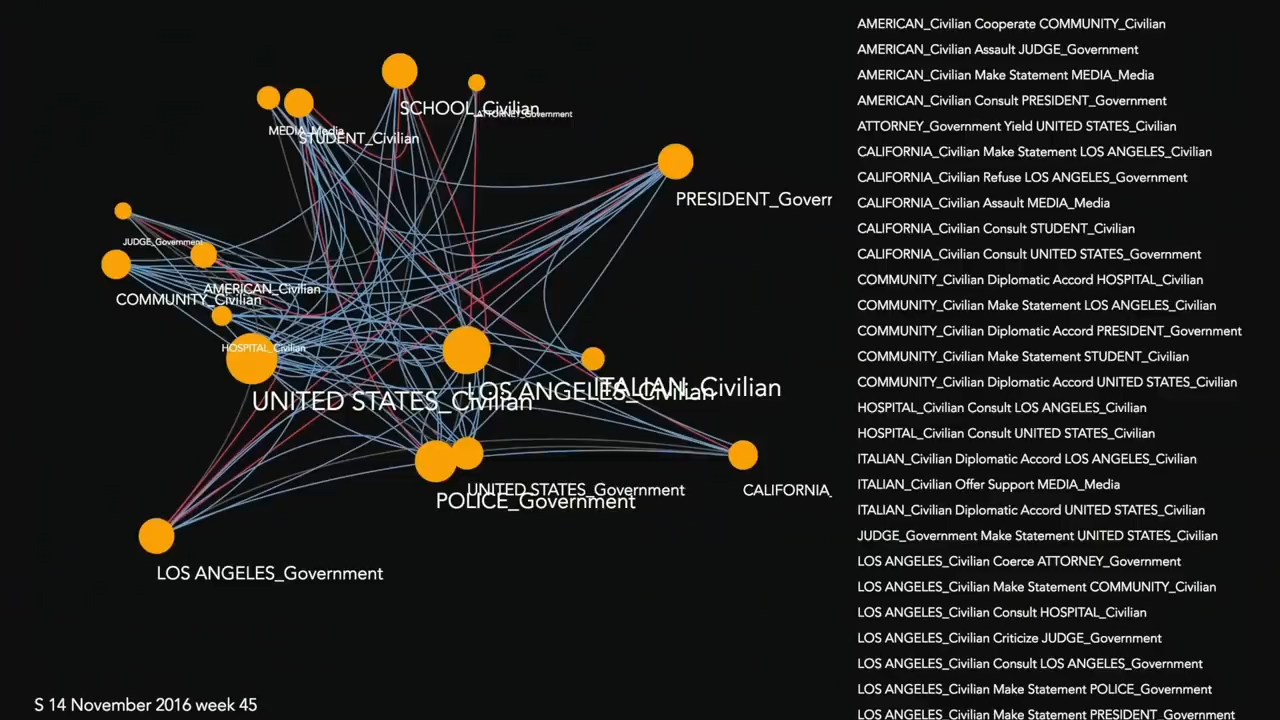 SCHOOL_Civilian
ATTORNEY_Government
MEDIA_Media
STUDENT_Civilian
PRESIDENT_Goverr
JUDGE_Government
AMERICAN_Civilian
COMMUNITY_Civilian
HOSPITAL_Civilian
UNITED STATES_Civilian
LOS ANGELES_Civilian
ITALIAN_Civilian
UNITED STATES_Government
POLICE_Government
CALIFORNIA_
LOS ANGELES_Government
S 14 November 2016 week 45
AMERICAN_Civilian Cooperate COMMUNITY_Civilian
AMERICAN_Civilian Assault JUDGE_Government
AMERICAN_Civilian Make Statement MEDIA_Media
AMERICAN_Civilian Consult PRESIDENT_Government
ATTORNEY_Government Yield UNITED STATES_Civilian
CALIFORNIA_Civilian Make Statement LOS ANGELES_Civilian
CALIFORNIA_Civilian Refuse LOS ANGELES_Government
CALIFORNIA_Civilian Assault MEDIA_Media
CALIFORNIA_Civilian Consult STUDENT_Civilian
CALIFORNIA_Civilian Consult UNITED STATES_Government
COMMUNITY_Civilian Diplomatic Accord HOSPITAL_Civilian
COMMUNITY_Civilian Make Statement LOS ANGELES_Civilian
COMMUNITY_Civilian Diplomatic Accord PRESIDENT_Government
COMMUNITY_Civilian Make Statement STUDENT_Civilian
COMMUNITY_Civilian Diplomatic Accord UNITED STATES_Civilian
HOSPITAL_Civilian Consult LOS ANGELES_Civilian
HOSPITAL_Civilian Consult UNITED STATES_Civilian
ITALIAN_Civilian Diplomatic Accord LOS ANGELES_Civilian
ITALIAN_Civilian Offer Support MEDIA_Media
ITALIAN_Civilian Diplomatic Accord UNITED STATES_Civilian
JUDGE_Government Make Statement UNITED STATES_Civilian
LOS ANGELES_Civilian Coerce ATTORNEY_Government
LOS ANGELES_Civilian Make Statement COMMUNITY_Civilian
LOS ANGELES_Civilian Consult HOSPITAL_Civilian
LOS ANGELES_Civilian Criticize JUDGE_Government
LOS ANGELES_Civilian Consult LOS ANGELES_Government
LOS ANGELES_Civilian Make Statement POLICE_Government
LOS ANGELES_Civilian Make Statement PRESIDENT_Government